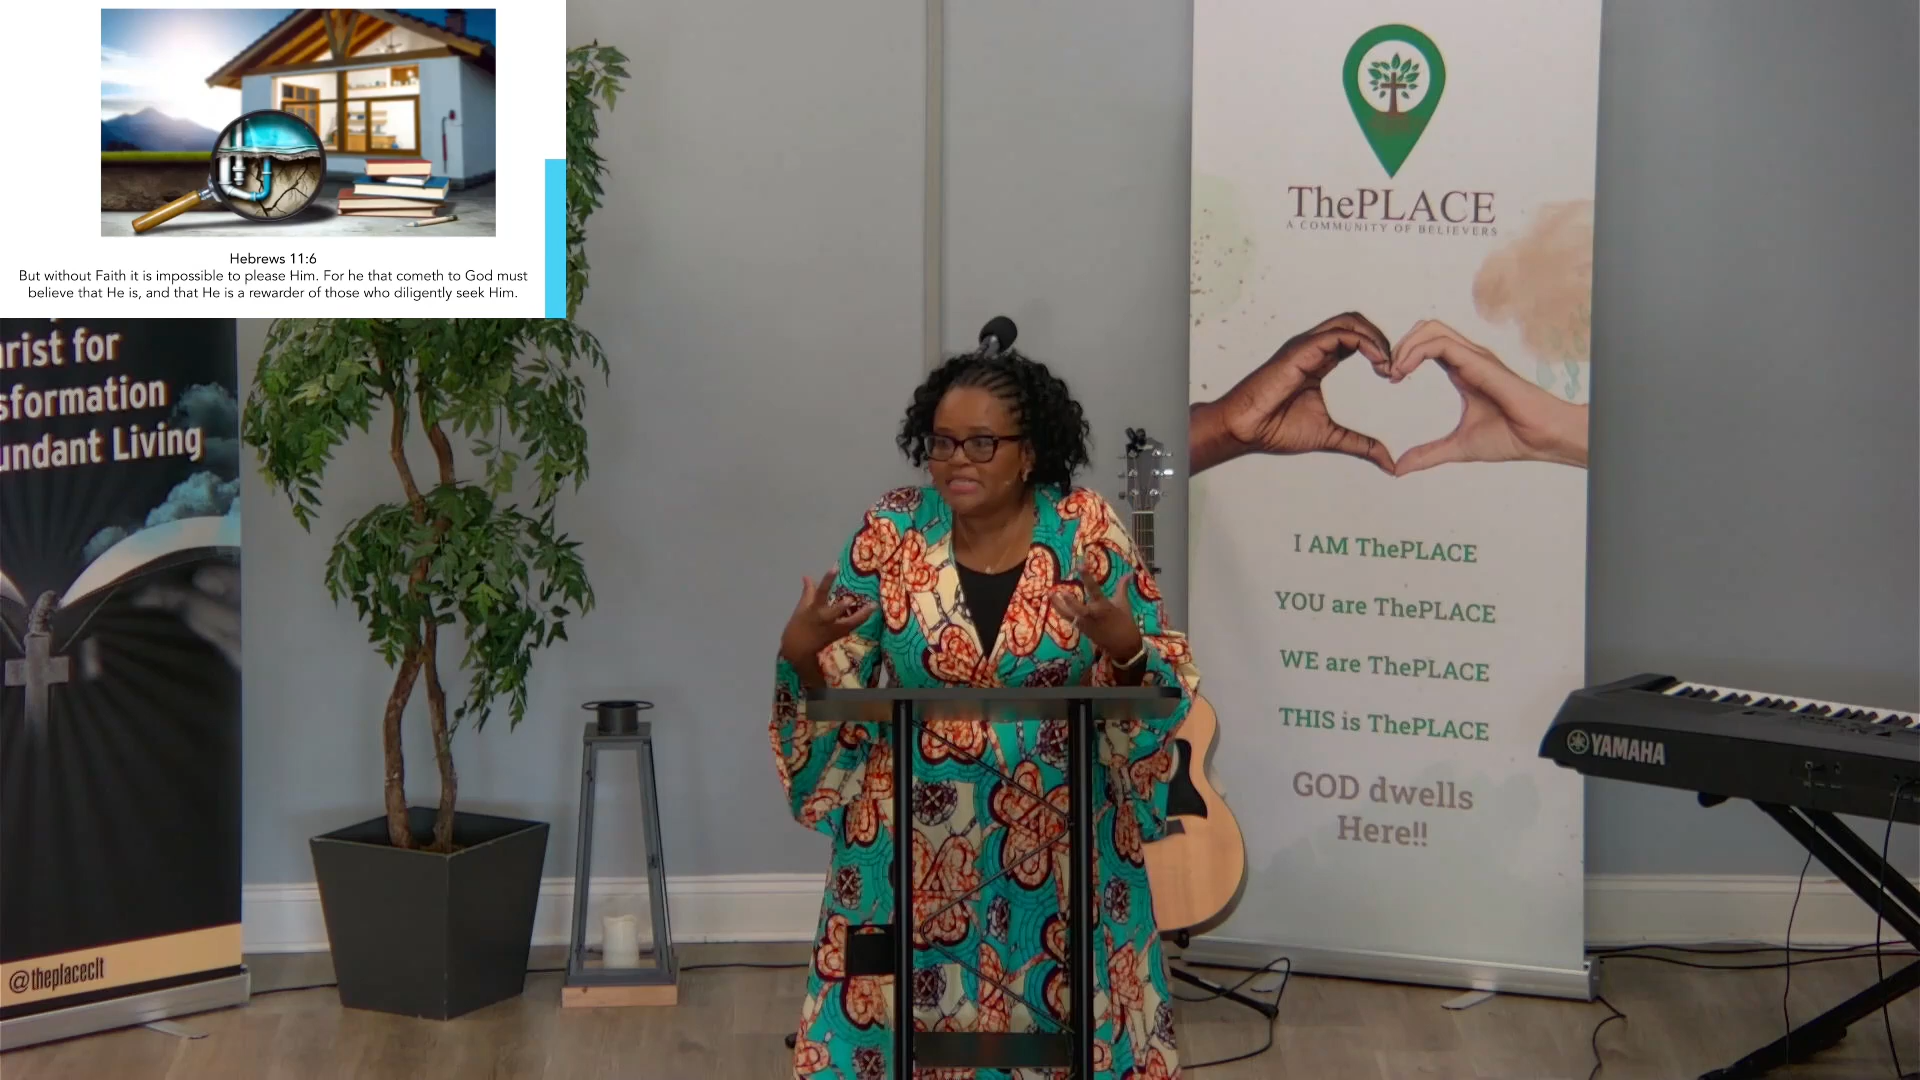 Hebrews 11:6
But without Faith it is impossible to please Him. For he that cometh to God must
believe that He is, and that He is a rewarder of those who diligently seek Him.
rist for
sformation
undant Living
@theplaceclt
ThePLACE
A COMMUNITY OF BELIEVERS
I AM ThePLACE
YOU are ThePLACE
WE are ThePLACE
THIS is ThePLACE
GOD dwells
Here!!
YAMAHA